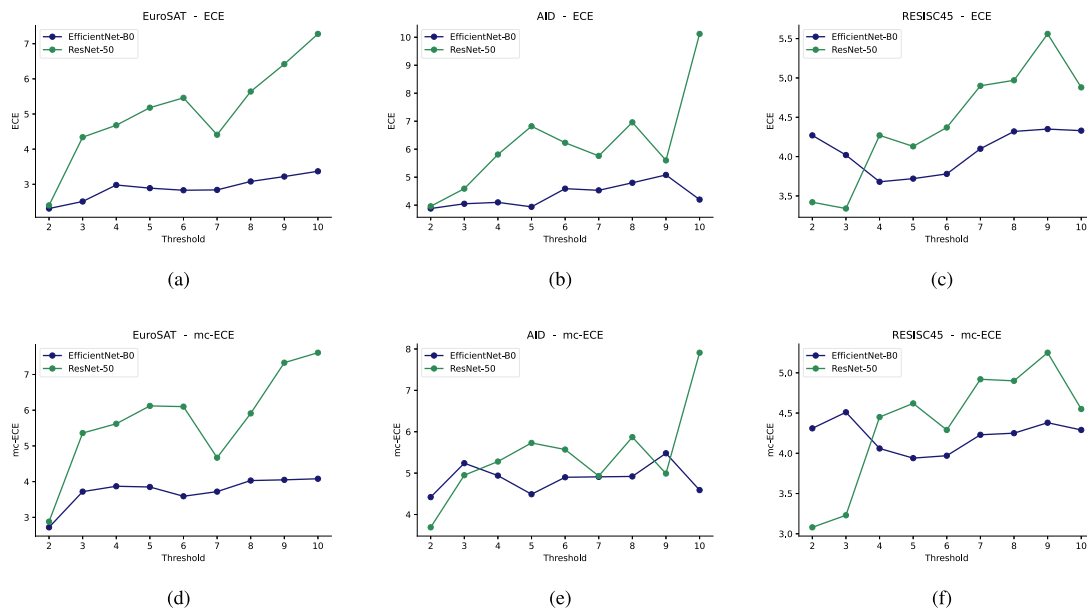 EuroSAT - ECE
EfficientNet-B0
ResNet-50
7
6
5
4
3
ECE
2 3 4 5 6 7 8 9 10
Threshold
(a)
AID - ECE
EfficientNet-B0
ResNet-50
10
9
8
7
6
5
4
ECE
2 3 4 5 6 7 8 9 10
Threshold
(b)
RESISC45 - ECE
EfficientNet-B0
ResNet-50
5.5
5.0
4.5
4.0
3.5
ECE
2 3 4 5 6 7 8 9 10
Threshold
(c)
EuroSAT - mc-ECE
EfficientNet-B0
ResNet-50
7
6
5
4
3
mc-ECE
2 3 4 5 6 7 8 9 10
Threshold
(d)
AID - mc-ECE
EfficientNet-B0
ResNet-50
8
7
6
5
4
mc-ECE
2 3 4 5 6 7 8 9 10
Threshold
(e)
RESISC45 - mc-ECE
EfficientNet-B0
ResNet-50
5.0
4.5
4.0
3.5
3.0
mc-ECE
2 3 4 5 6 7 8 9 10
Threshold
(f)